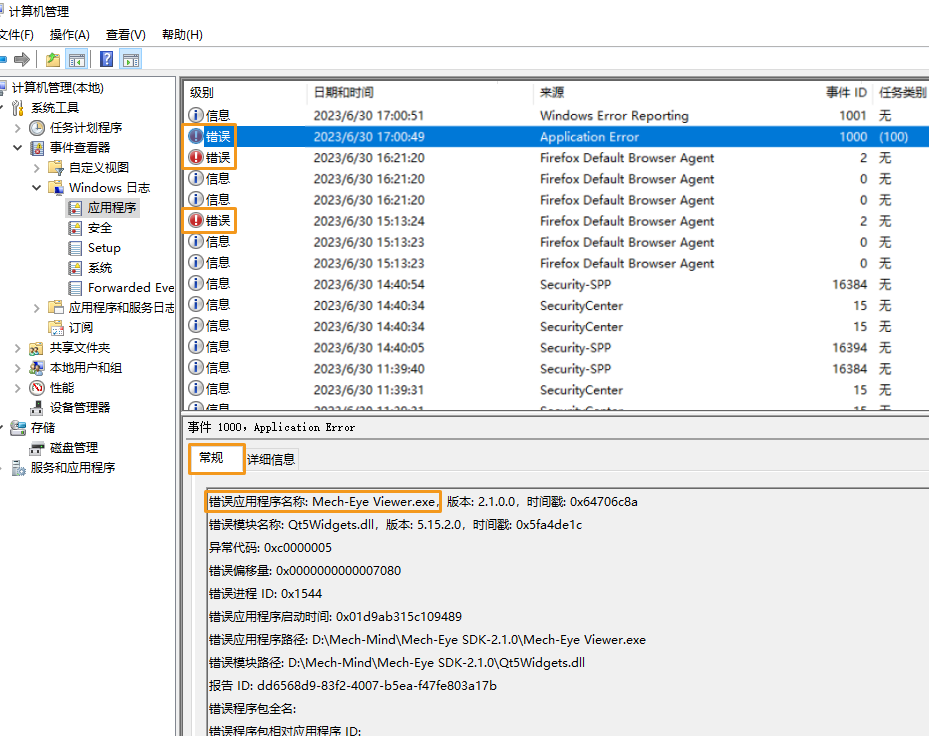 计算机管理
文件(F) 操作(A) 查看(V) 帮助(H)
计算机管理(本地)
系统工具
任务计划程序
事件查看器
自定义视图
Windows 日志
应用程序
安全
Setup
系统
Forwarded Eve
应用程序和服务日志
订阅
共享文件夹
本地用户和组
性能
设备管理器
存储
磁盘管理
服务和应用程序
级别 日期和时间 来源 事件 ID 任务类别
信息 2023/6/30 17:00:51 Windows Error Reporting 1001 无
错误 2023/6/30 17:00:49 Application Error 1000 (100)
错误 2023/6/30 16:21:20 Firefox Default Browser Agent 2 无
信息 2023/6/30 16:21:20 Firefox Default Browser Agent 0 无
信息 2023/6/30 16:21:20 Firefox Default Browser Agent 0 无
错误 2023/6/30 15:13:24 Firefox Default Browser Agent 2 无
信息 2023/6/30 15:13:23 Firefox Default Browser Agent 0 无
信息 2023/6/30 15:13:23 Firefox Default Browser Agent 0 无
信息 2023/6/30 14:40:54 Security-SPP 16384 无
信息 2023/6/30 14:40:34 SecurityCenter 15 无
信息 2023/6/30 14:40:34 SecurityCenter 15 无
信息 2023/6/30 14:40:05 Security-SPP 16394 无
信息 2023/6/30 11:39:40 Security-SPP 16384 无
信息 2023/6/30 11:39:31 SecurityCenter 15 无
事件 1000，Application Error
常规 详细信息
错误应用程序名称: Mech-Eye Viewer.exe，版本: 2.1.0.0，时间戳: 0x64706c8a
错误模块名称: Qt5Widgets.dll，版本: 5.15.2.0，时间戳: 0x5fa4de1c
异常代码: 0xc0000005
错误偏移量: 0x0000000000007080
错误进程 ID: 0x1544
错误应用程序启动时间: 0x01d9ab315c109489
错误应用程序路径: D:\Mech-Mind\Mech-Eye SDK-2.1.0\Mech-Eye Viewer.exe
错误模块路径: D:\Mech-Mind\Mech-Eye SDK-2.1.0\Qt5Widgets.dll
报告 ID: dd6568d9-83f2-4007-b5ea-f47fe803a17b
错误程序包全名:
错误程序包相对应用程序 ID: